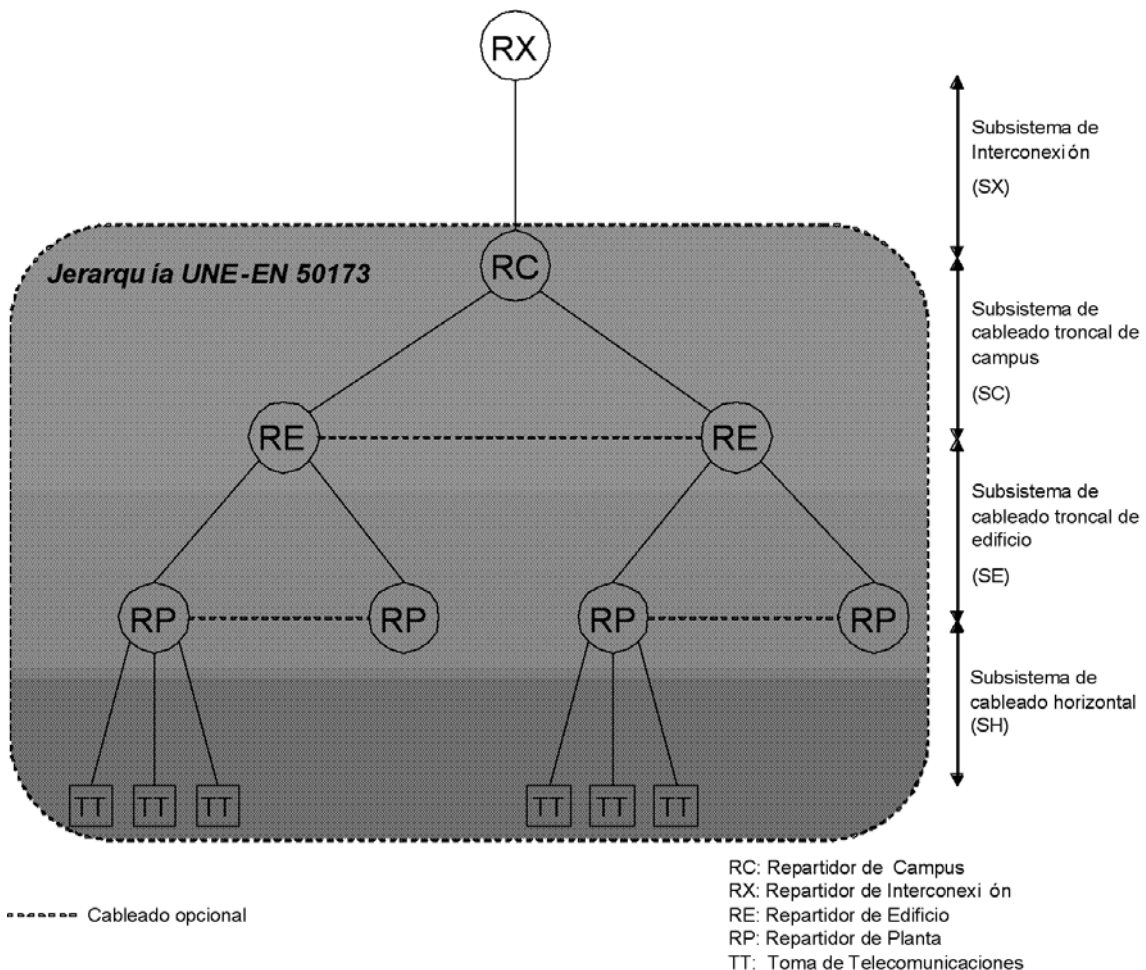 RX
Subsistema de
Interconexión
(SX)
Jerarquía UNE-EN 50173
RC
Subsistema de
cableado troncal de
campus
(SC)
RE
RE
Subsistema de
cableado troncal de
edificio
(SE)
RP
RP
RP
RP
Subsistema de
cableado horizontal
(SH)
TT
TT
TT
TT
TT
TT
Cableado opcional
RC: Repartidor de Campus
RX: Repartidor de Interconexión
RE: Repartidor de Edificio
RP: Repartidor de Planta
TT: Toma de Telecomunicaciones